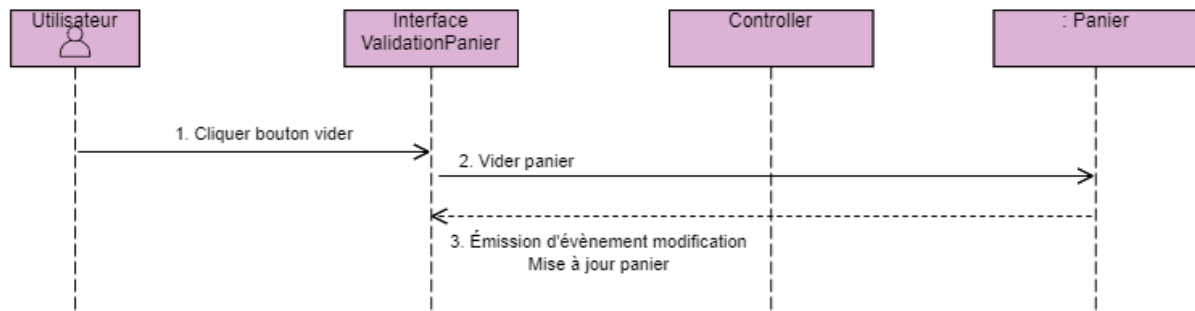 Utilisateur
Interface
ValidationPanier
Controller
: Panier
1. Cliquer bouton vider
2. Vider panier
3. Émission d'évènement modification
Mise à jour panier